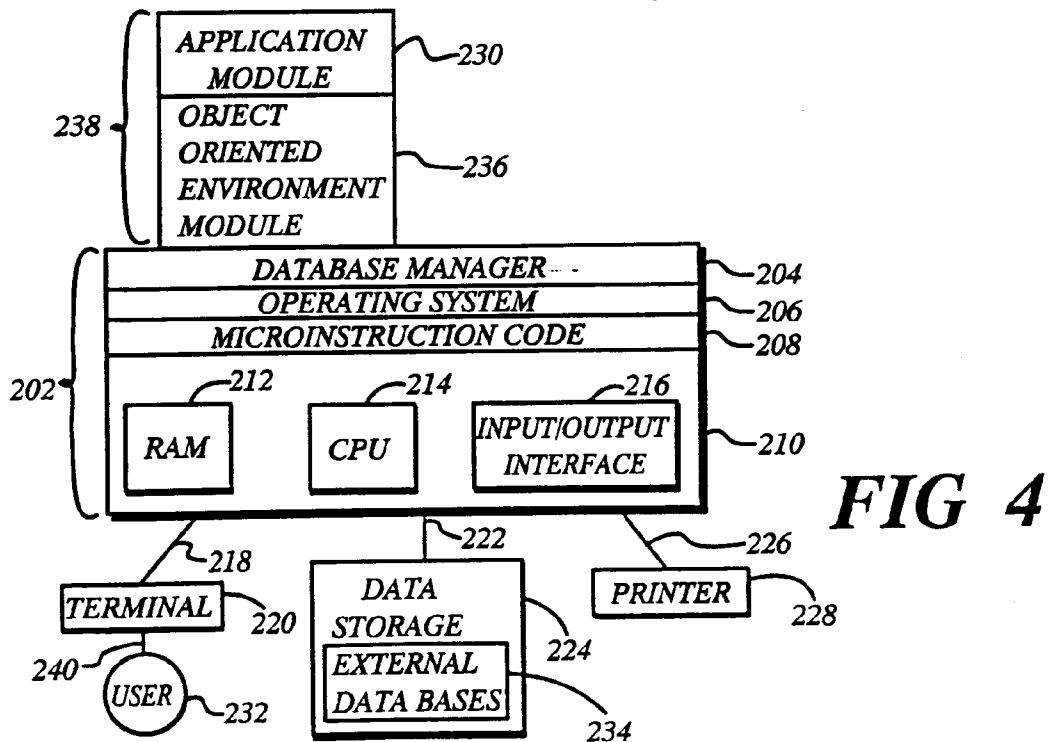 APPLICATION
MODULE
230
OBJECT
ORIENTED
ENVIRONMENT
MODULE
236
238
DATABASE MANAGER
204
OPERATING SYSTEM
206
MICROINSTRUCTION CODE
208
202
212
RAM
214
CPU
216
INPUT/OUTPUT
INTERFACE
210
FIG 4
218
222
226
TERMINAL
220
240
USER
232
DATA
STORAGE
224
EXTERNAL
DATA BASES
234
PRINTER
228